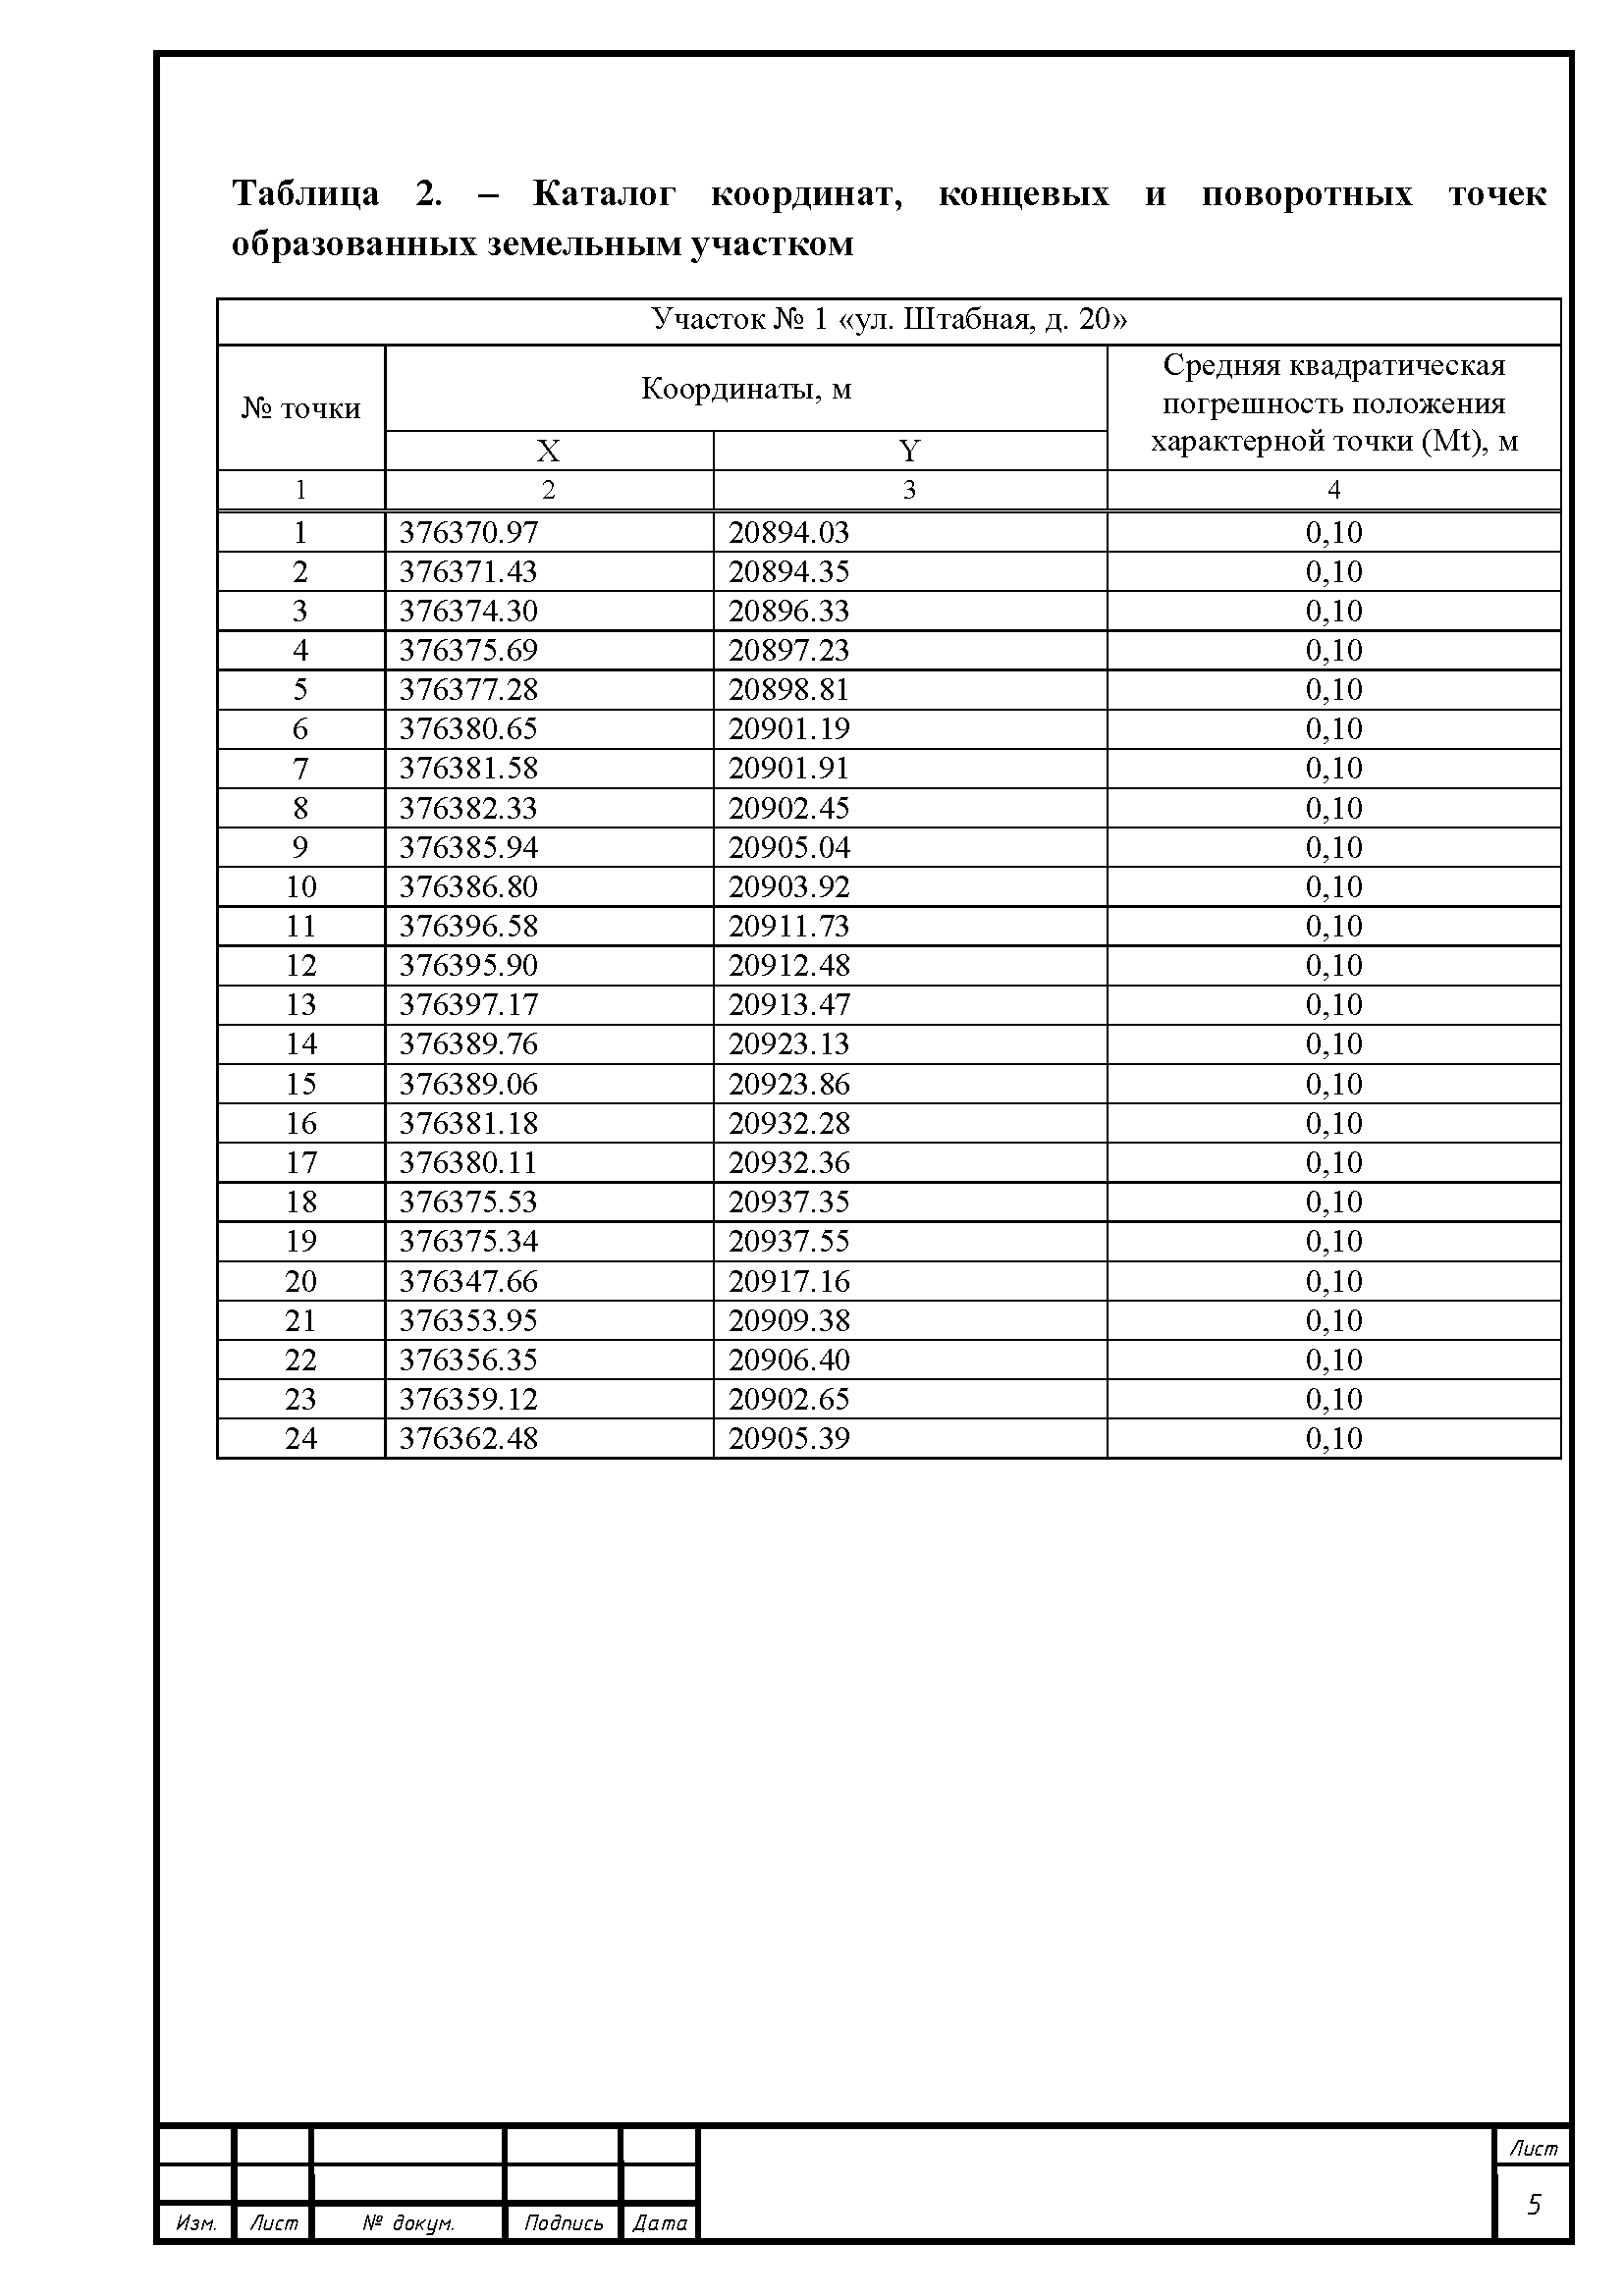 Таблица 2. – Каталог координат, концевых и поворотных точек
образованных земельным участком
Участок № 1 «ул. Штабная, д. 20»
№ точки Координаты, м Средняя квадратическая
погрешность положения
характерной точки (Mt), м
X Y
1 2 3 4
1 376370.97 20894.03 0,10
2 376371.43 20894.35 0,10
3 376374.30 20896.33 0,10
4 376375.69 20897.23 0,10
5 376377.28 20898.81 0,10
6 376380.65 20901.19 0,10
7 376381.58 20901.91 0,10
8 376382.33 20902.45 0,10
9 376385.94 20905.04 0,10
10 376386.80 20903.92 0,10
11 376396.58 20911.73 0,10
12 376395.90 20912.48 0,10
13 376397.17 20913.47 0,10
14 376389.76 20923.13 0,10
15 376389.06 20923.86 0,10
16 376381.18 20932.28 0,10
17 376380.11 20932.36 0,10
18 376375.53 20937.35 0,10
19 376375.34 20937.55 0,10
20 376347.66 20917.16 0,10
21 376353.95 20909.38 0,10
22 376356.35 20906.40 0,10
23 376359.12 20902.65 0,10
24 376362.48 20905.39 0,10
Лист
5
Изм. Лист № докум. Подпись Дата